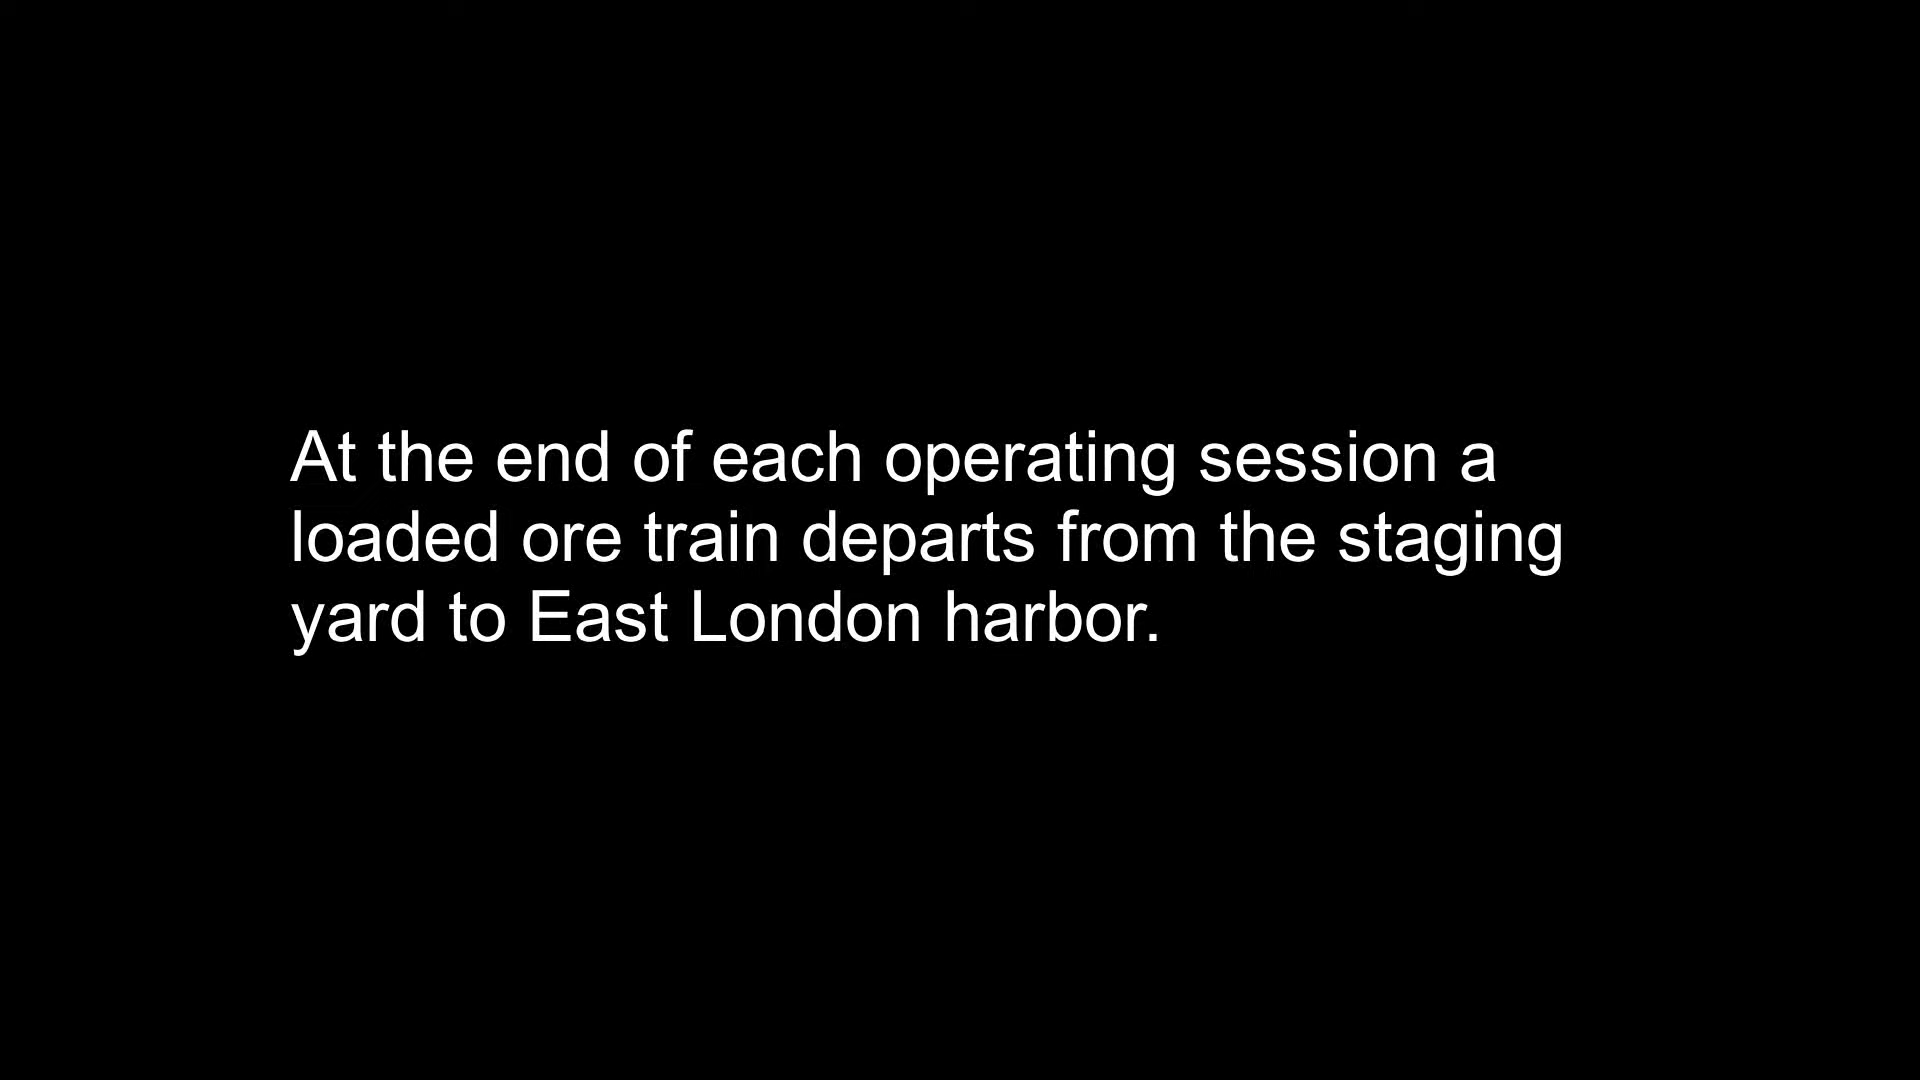 At the end of each operating session a
loaded ore train departs from the staging
yard to East London harbor.